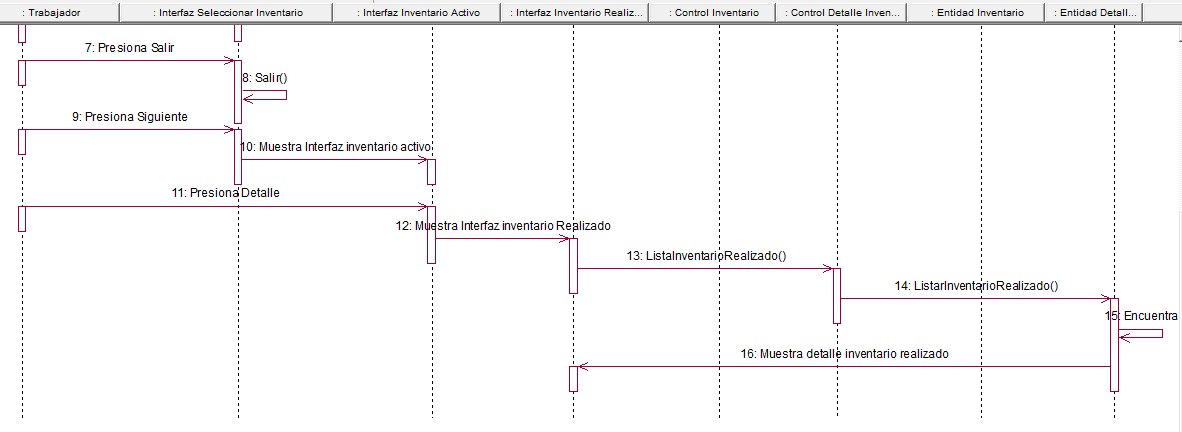 : Trabajador
: Interfaz Seleccionar Inventario
: Interfaz Inventario Activo
: Interfaz Inventario Realiz...
: Control Inventario
: Control Detalle Inven...
: Entidad Inventario
: Entidad Detall...
7: Presiona Salir
8: Salir()
9: Presiona Siguiente
10: Muestra Interfaz inventario activo
11: Presiona Detalle
12: Muestra Interfaz inventario Realizado
13: ListaInventarioRealizado()
14: ListarInventarioRealizado()
15: Encuentra
16: Muestra detalle inventario realizado